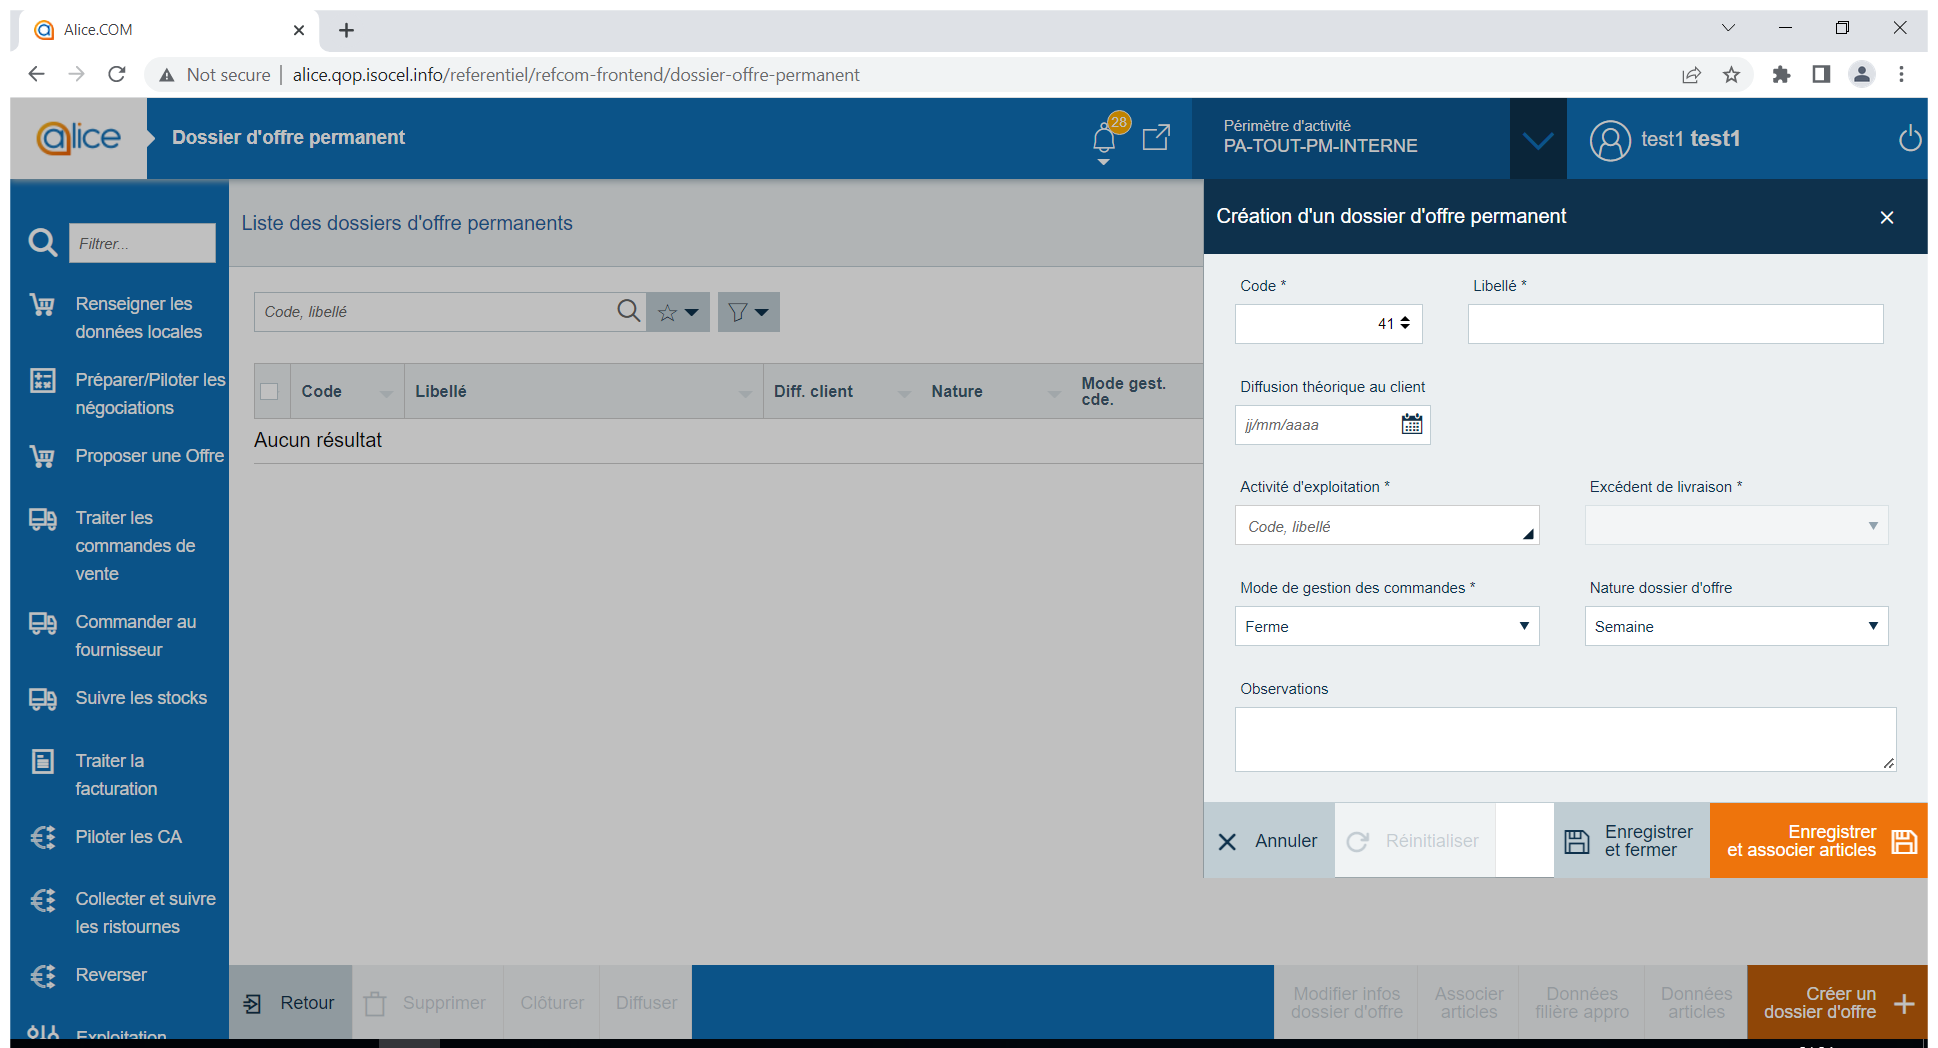 Alice.COM
Not secure
alice.qop.isocel.info/referentiel/refcom-frontend/dossier-offre-permanent
alice
Dossier d'offre permanent
28
Périmètre d'activité
PA-TOUT-PM-INTERNE
test1 test1
Filtrer...
Renseigner les
données locales
Préparer/Piloter les
négociations
Proposer une Offre
Traiter les
commandes de
vente
Commander au
fournisseur
Suivre les stocks
Traiter la
facturation
Piloter les CA
Collecter et suivre
les ristournes
Reverser
Exploitation
Liste des dossiers d'offre permanents
Code, libellé
Code
Libellé
Diff. client
Nature
Mode gest.
cde.
Aucun résultat
Création d'un dossier d'offre permanent
Code *
Libellé *
41
Diffusion théorique au client
jj/mm/aaaa
Activité d'exploitation *
Excédent de livraison *
Code, libellé
Mode de gestion des commandes *
Nature dossier d'offre
Ferme
Semaine
Observations
Annuler
Réinitialiser
Enregistrer
et fermer
Enregistrer
et associer articles
Retour
Supprimer
Clôturer
Diffuser
Modifier infos
dossier d'offre
Associer
articles
Données
filière appro
Données
articles
Créer un
dossier d'offre